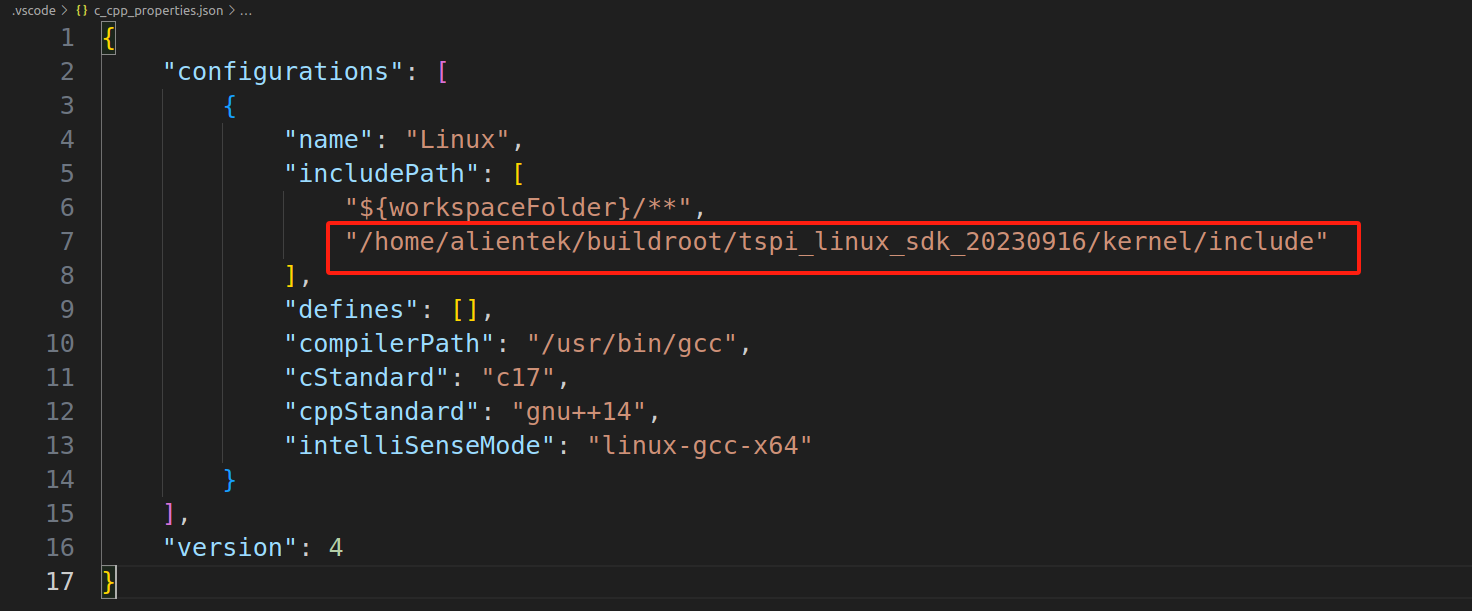 .vscode > {} c_cpp_properties.json > ...
1 {
2 "configurations": [
3 {
4 "name": "Linux",
5 "includePath": [
6 "${workspaceFolder}/**",
7 "/home/alientek/buildroot/tspi_linux_sdk_20230916/kernel/include"
8 ],
9 "defines": [],
10 "compilerPath": "/usr/bin/gcc",
11 "cStandard": "c17",
12 "cppStandard": "gnu++14",
13 "intelliSenseMode": "linux-gcc-x64"
14 }
15 ],
16 "version": 4
17 }